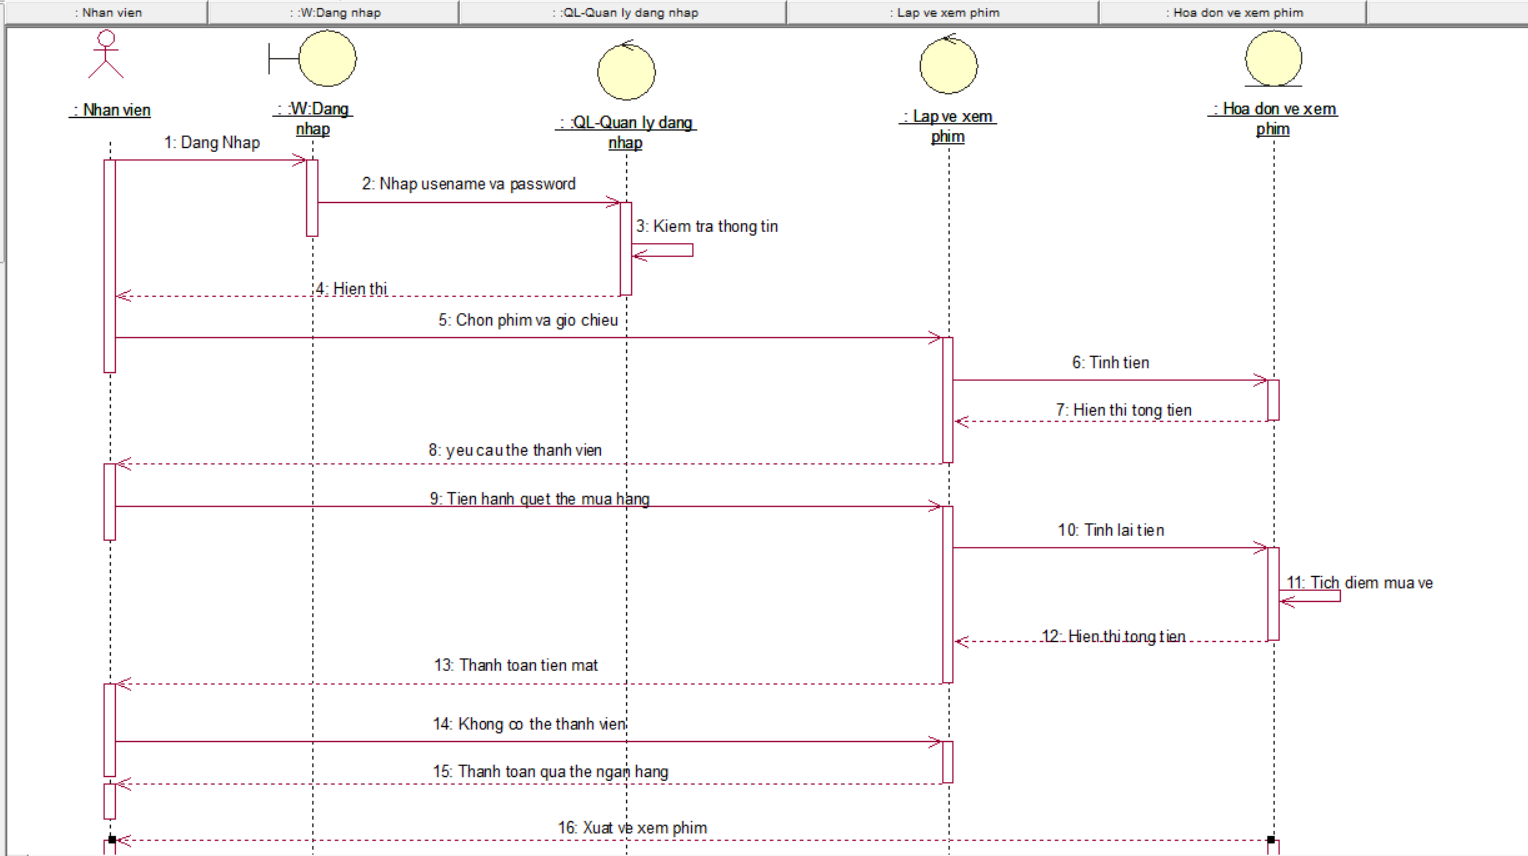 : Nhan vien
: :W:Dang nhap
: :QL-Quan ly dang nhap
: Lap ve xem phim
: Hoa don ve xem phim
: Nhan vien
: :W:Dang
nhap
: :QL-Quan ly dang
nhap
: Lap ve xem
phim
: Hoa don ve xem
phim
1: Dang Nhap
2: Nhap usename va password
3: Kiem tra thong tin
4: Hien thi
5: Chon phim va gio chieu
6: Tinh tien
7: Hien thi tong tien
8: yeu cau the thanh vien
9: Tien hanh quet the mua hang
10: Tinh lai tien
11: Tich diem mua ve
12: Hien thi tong tien
13: Thanh toan tien mat
14: Khong co the thanh vien
15: Thanh toan qua the ngan hang
16: Xuat ve xem phim